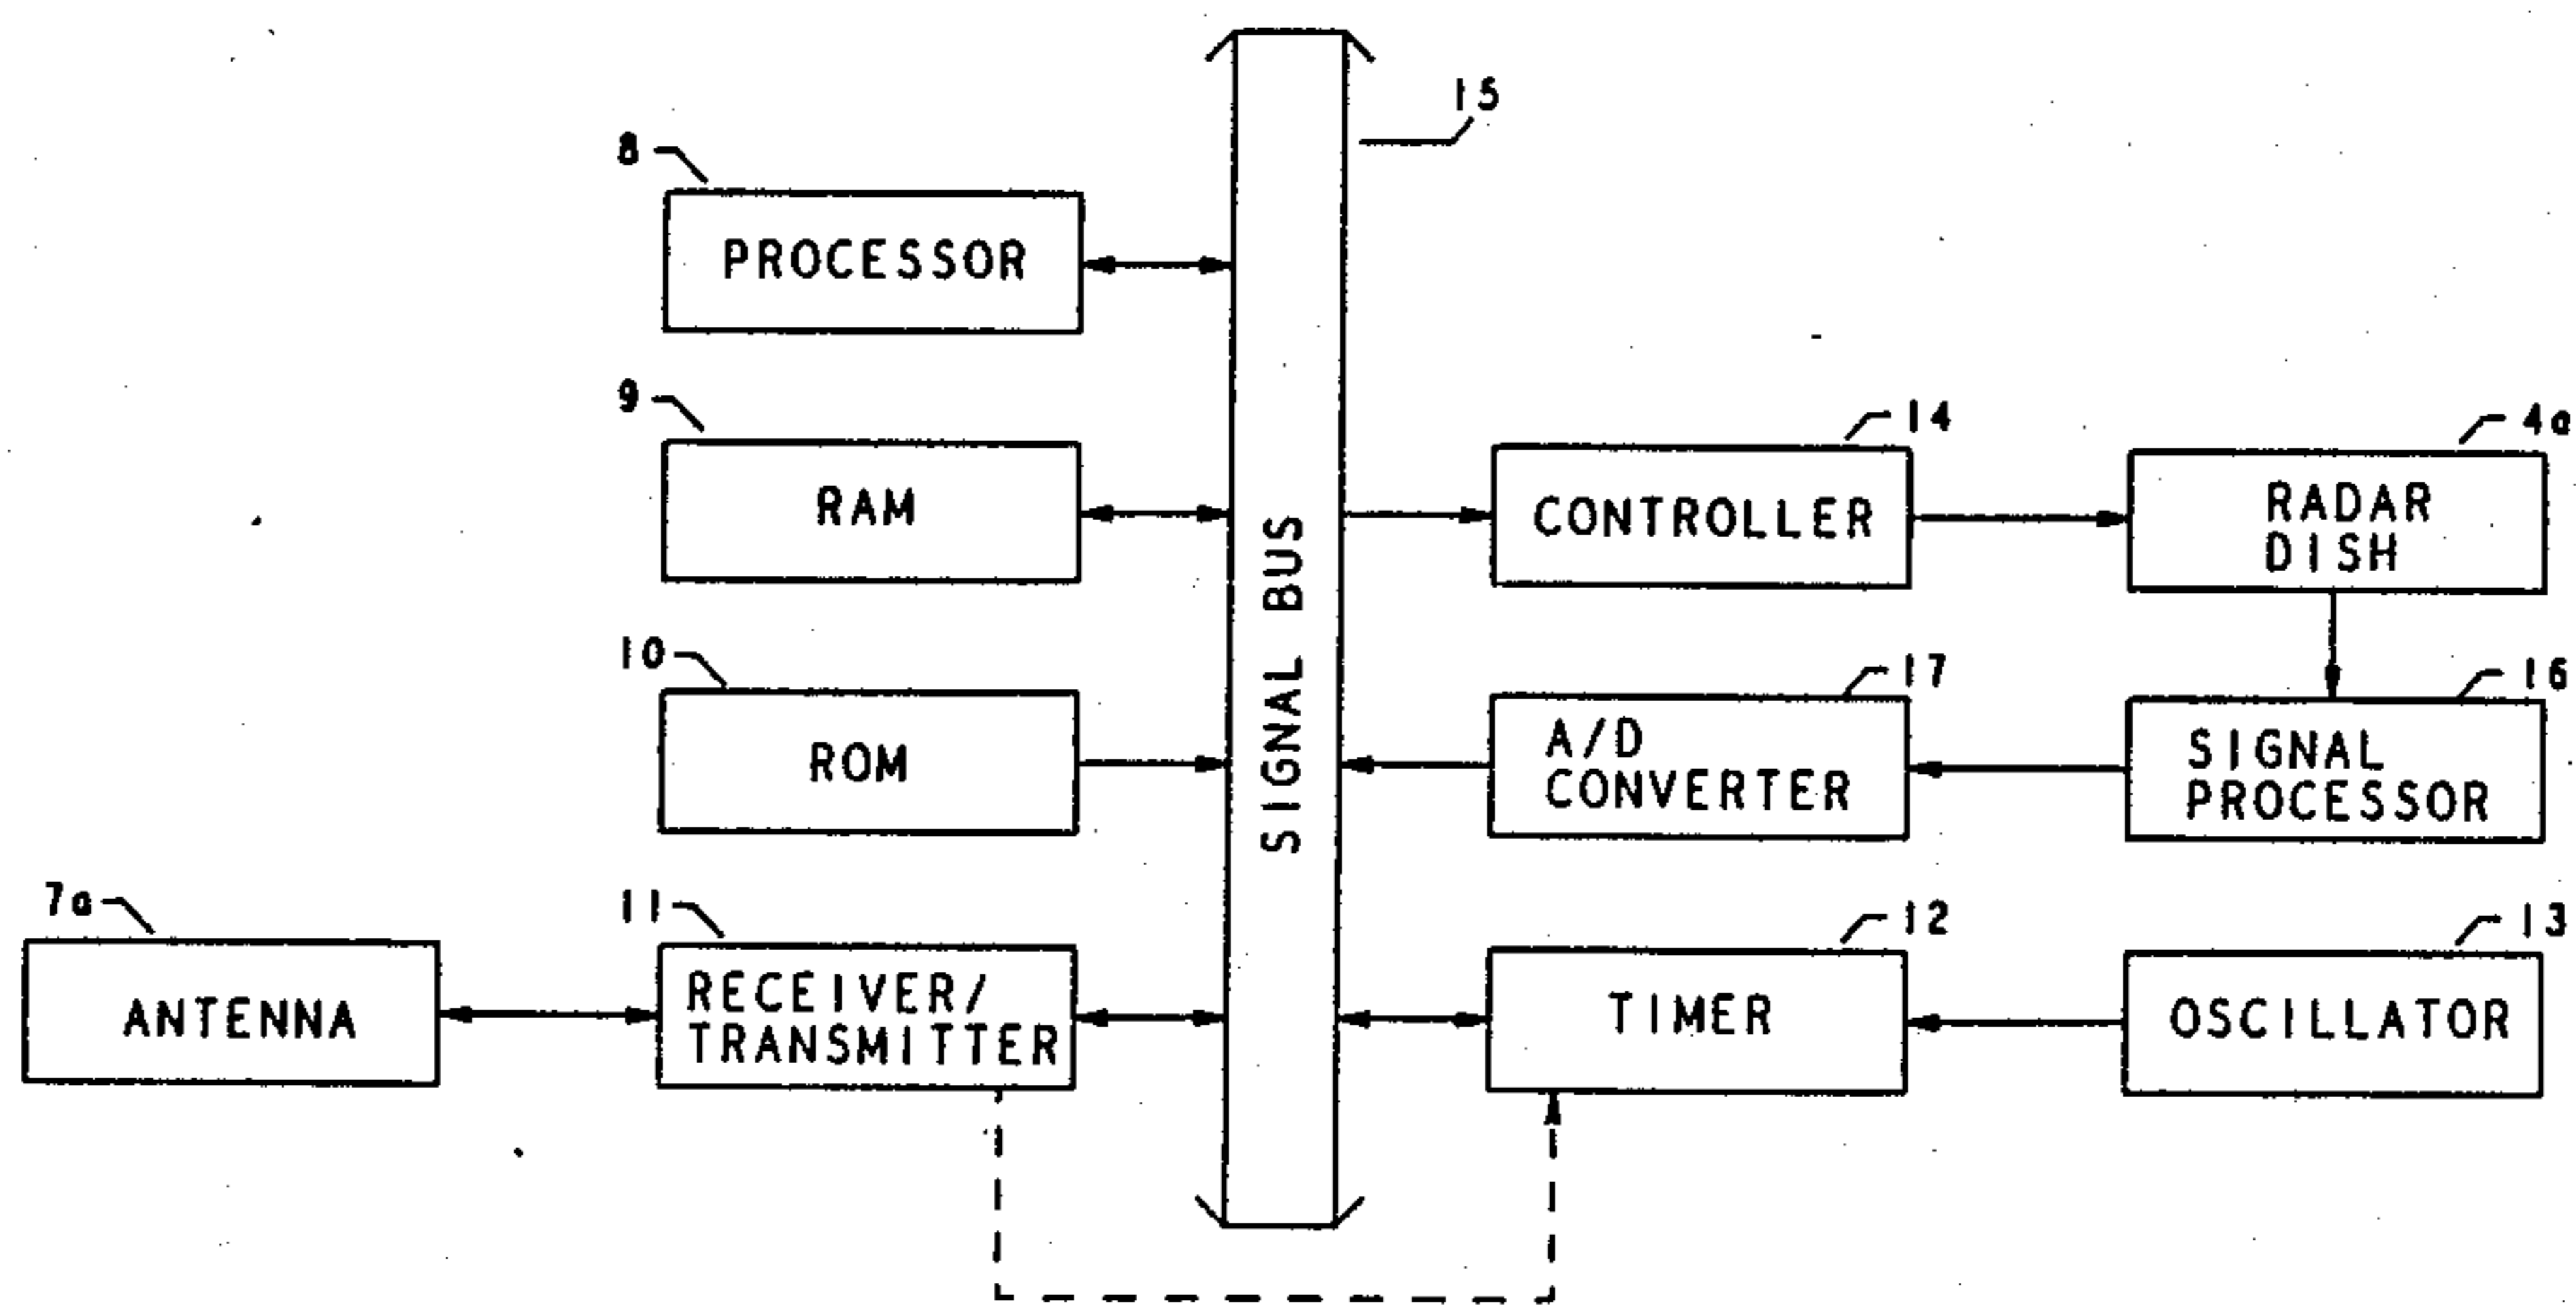 15
8
PROCESSOR
9
RAM
14
CONTROLLER
4a
RADAR
DISH
SIGNAL BUS
10
ROM
17
A/D
CONVERTER
16
SIGNAL
PROCESSOR
7a
ANTENNA
11
RECEIVER/
TRANSMITTER
12
TIMER
13
OSCILLATOR